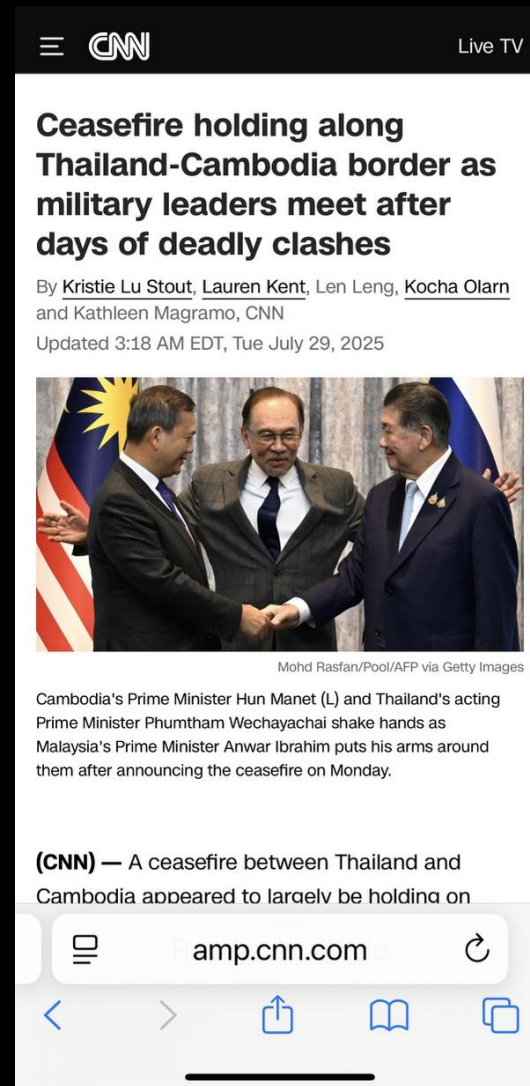 CNN
Live TV
Ceasefire holding along
Thailand-Cambodia border as
military leaders meet after
days of deadly clashes
By Kristie Lu Stout, Lauren Kent, Len Leng, Kocha Olarn
and Kathleen Magramo, CNN
Updated 3:18 AM EDT, Tue July 29, 2025
Mohd Rasfan/Pool/AFP via Getty Images
Cambodia's Prime Minister Hun Manet (L) and Thailand's acting
Prime Minister Phumtham Wechayachai shake hands as
Malaysia's Prime Minister Anwar Ibrahim puts his arms around
them after announcing the ceasefire on Monday.
(CNN) — A ceasefire between Thailand and
Cambodia appeared to largely be holding on
amp.cnn.com